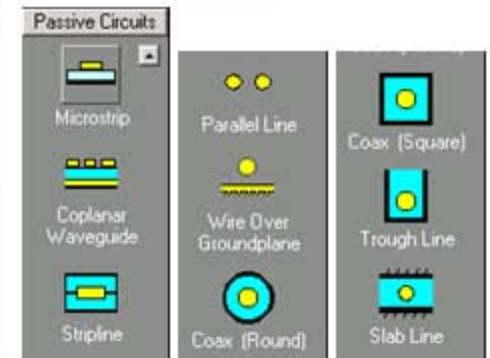 Passive Circuits
Microstrip
Coplanar
Waveguide
Stripline
Parallel Line
Wire Over
Groundplane
Coax (Round)
Coax (Square)
Trough Line
Slab Line